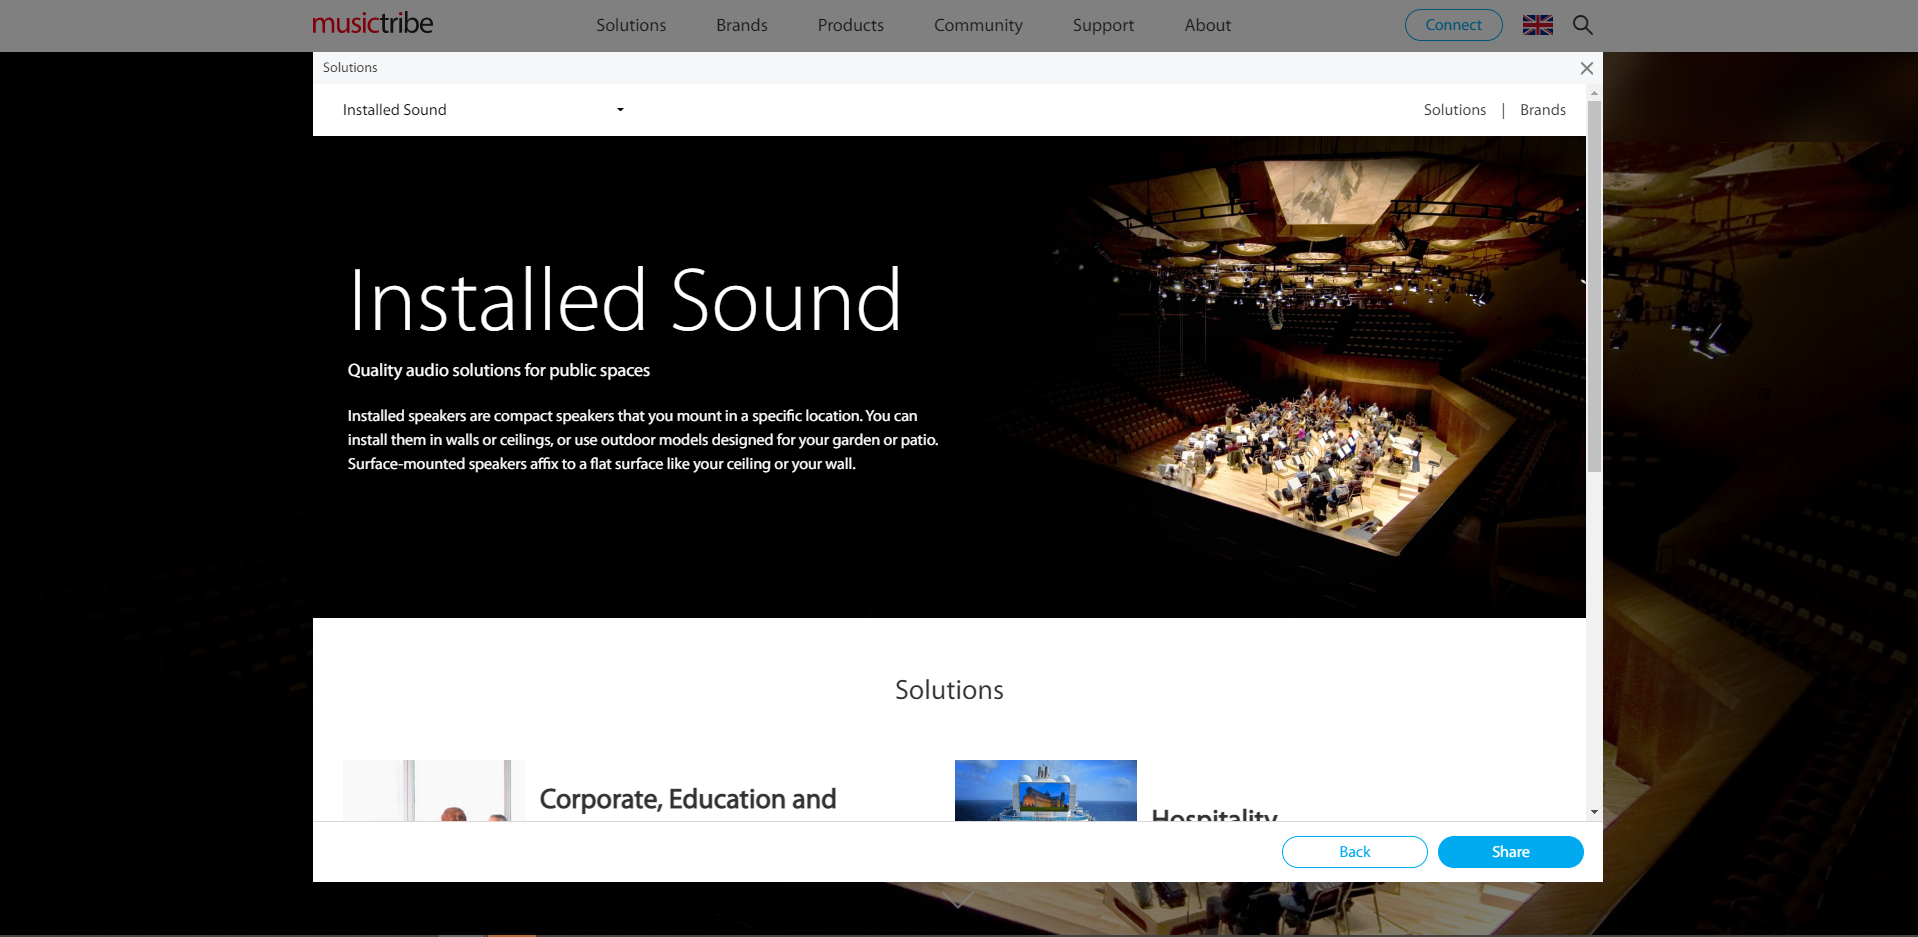 musictribe
Solutions
Brands
Products
Community
Support
About
Connect
Solutions
Installed Sound
Solutions | Brands
Installed Sound
Quality audio solutions for public spaces
Installed speakers are compact speakers that you mount in a specific location. You can
install them in walls or ceilings, or use outdoor models designed for your garden or patio.
Surface-mounted speakers affix to a flat surface like your ceiling or your wall.
Solutions
Corporate, Education and
Hospitality
Back
Share